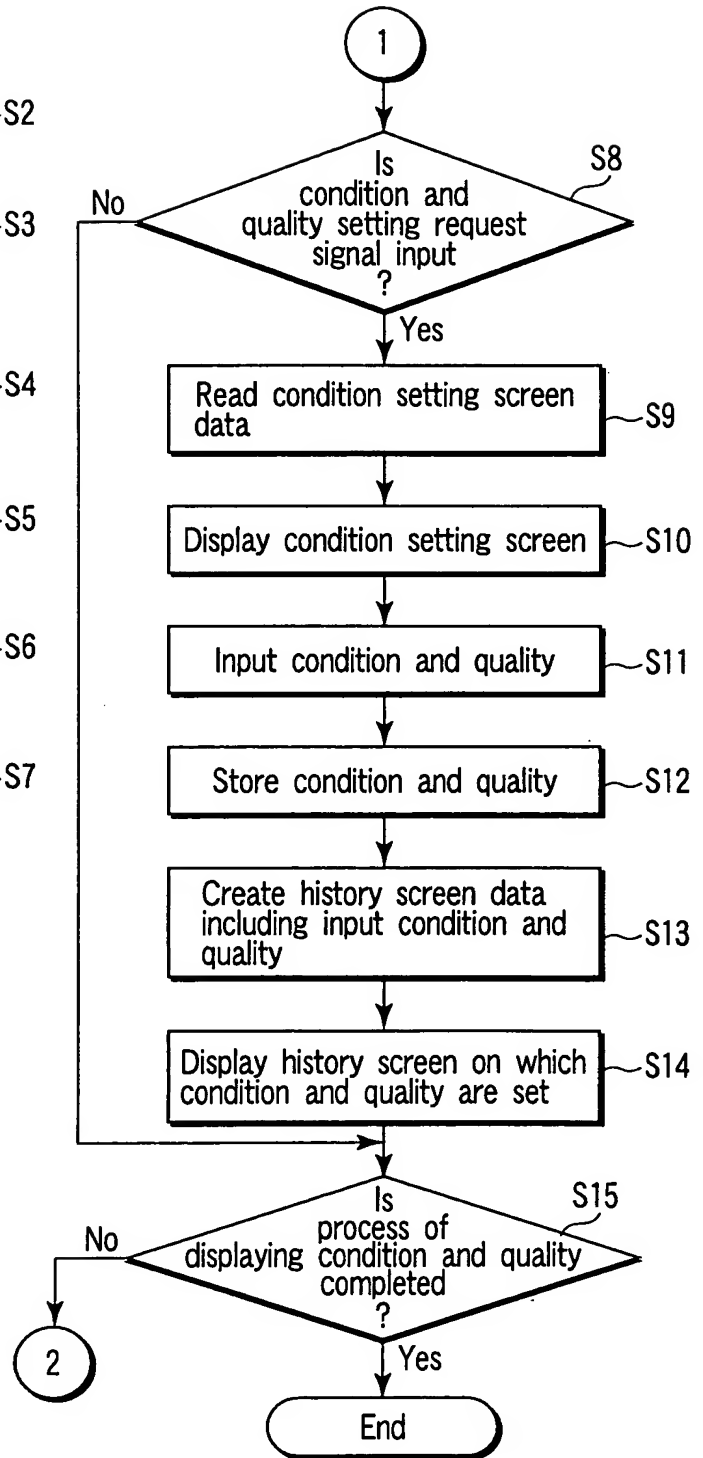 1
S2
Is
condition and
quality setting request
signal input
?
S8
No
S3
Yes
S4
Read condition setting screen
data
S9
S5
Display condition setting screen
S10
S6
Input condition and quality
S11
S7
Store condition and quality
S12
Create history screen data
including input condition and
quality
S13
Display history screen on which
condition and quality are set
S14
Is
process of
displaying condition and quality
completed
?
S15
No
2
Yes
End